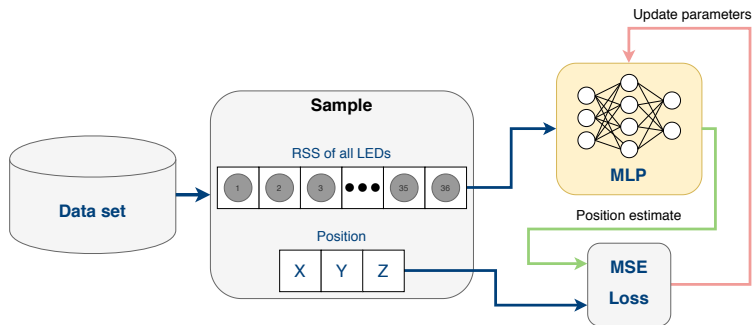 Update parameters
Sample
RSS of all LEDs
1 2 3 35 36
MLP
Data set
Position estimate
Position
X Y Z
MSE
Loss